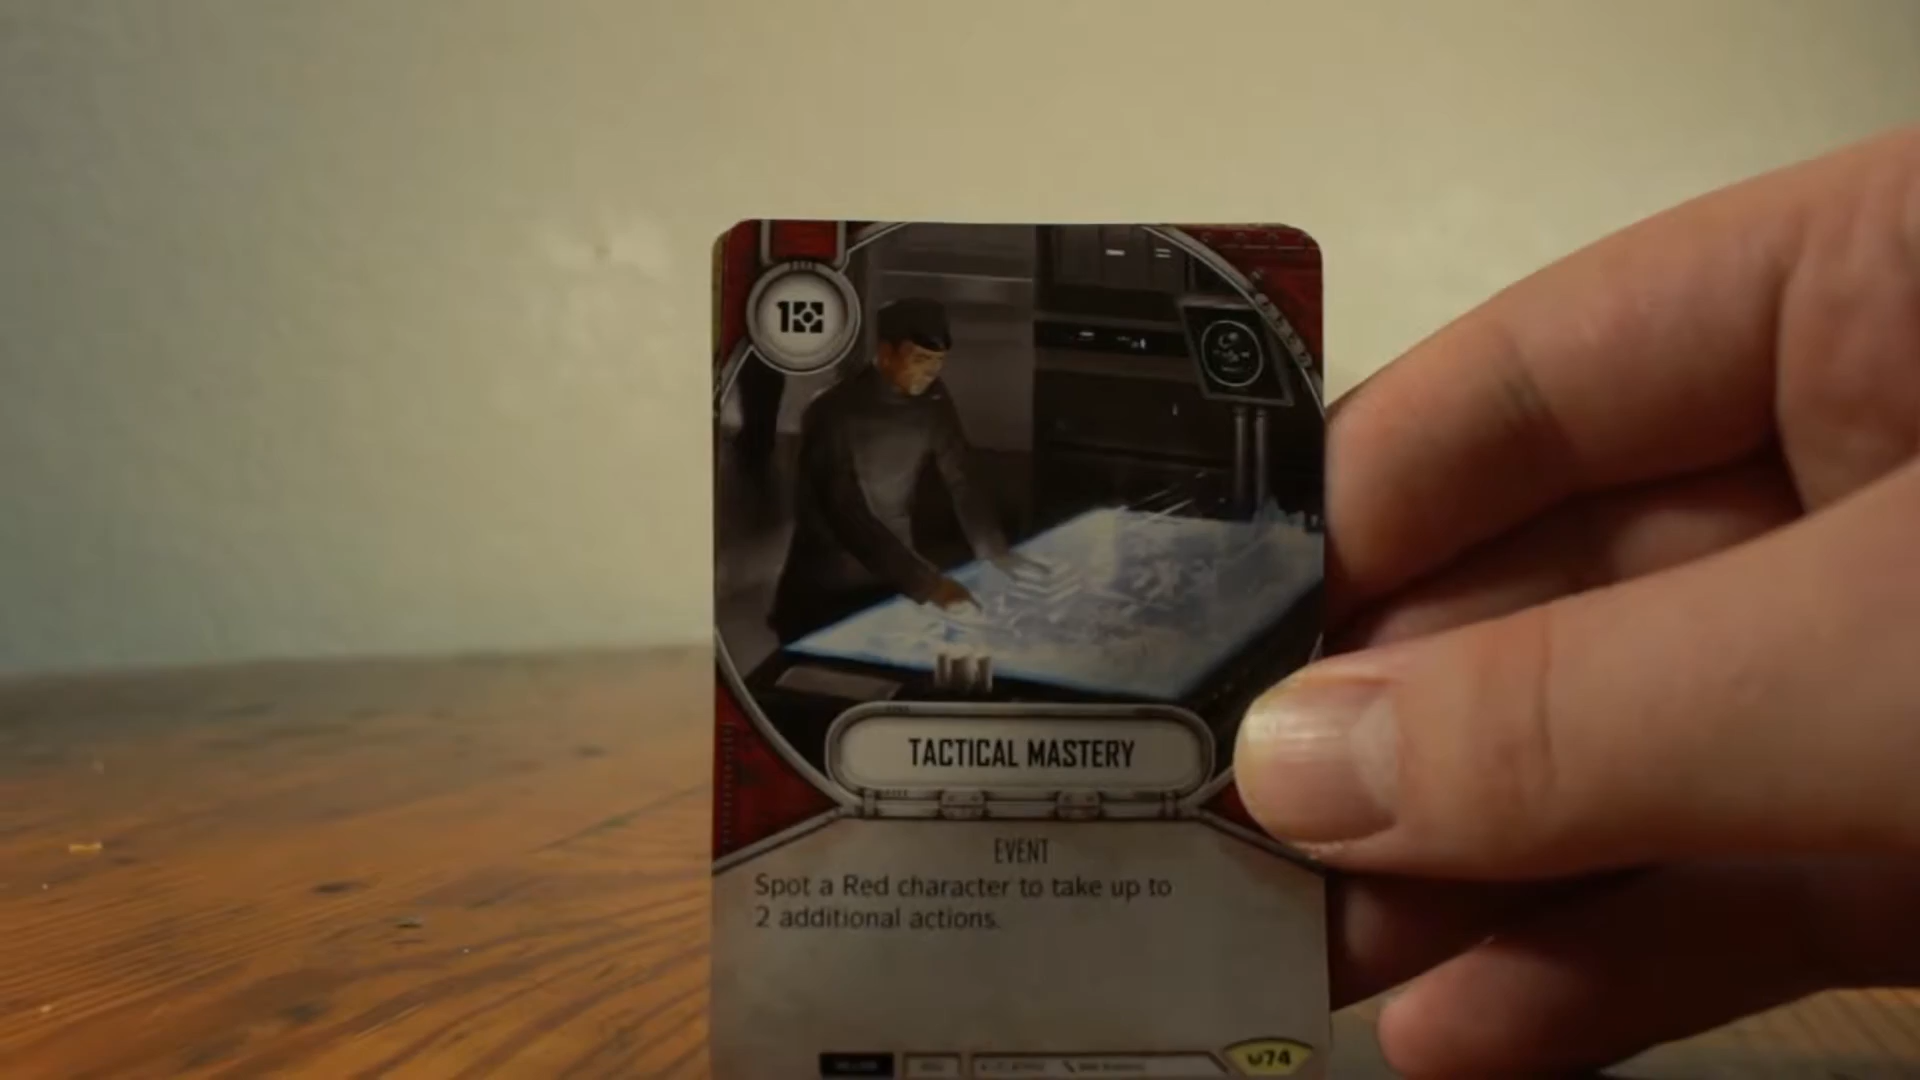 1
TACTICAL MASTERY
EVENT
Spot a Red character to take up to
2 additional actions.
74